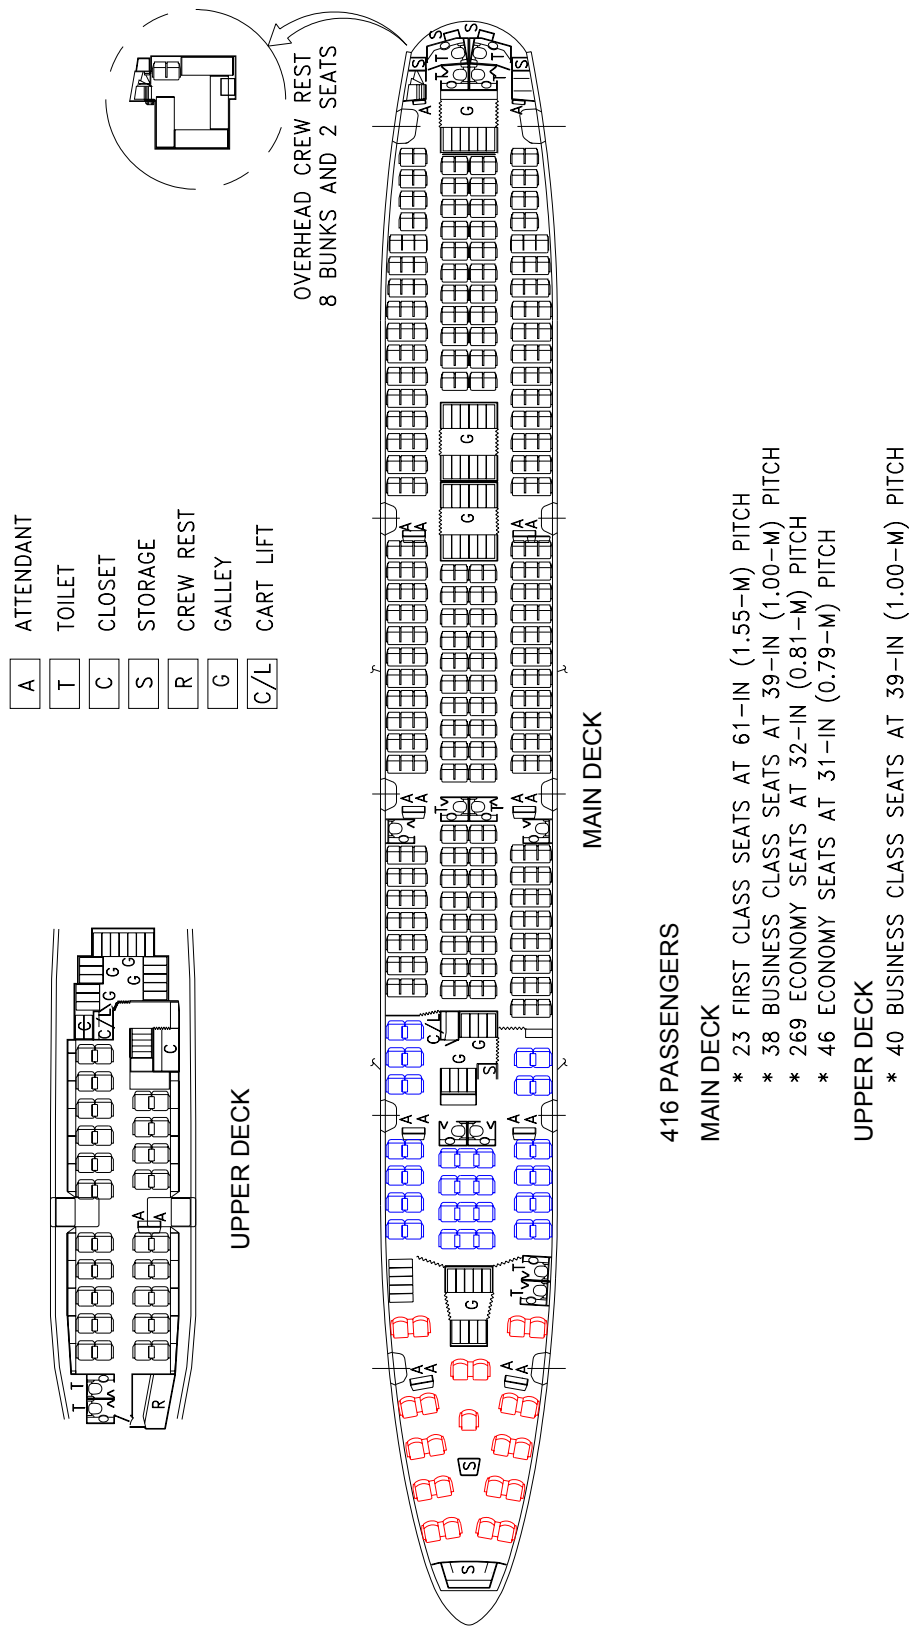 OVERHEAD CREW REST
8 BUNKS AND 2 SEATS
A ATTENDANT
T TOILET
C CLOSET
S STORAGE
R CREW REST
G GALLEY
C/L CART LIFT
UPPER DECK
MAIN DECK
416 PASSENGERS
MAIN DECK
* 23 FIRST CLASS SEATS AT 61-IN (1.55-M) PITCH
* 38 BUSINESS CLASS SEATS AT 39-IN (1.00-M) PITCH
* 269 ECONOMY SEATS AT 32-IN (0.81-M) PITCH
* 46 ECONOMY SEATS AT 31-IN (0.79-M) PITCH
UPPER DECK
* 40 BUSINESS CLASS SEATS AT 39-IN (1.00-M) PITCH